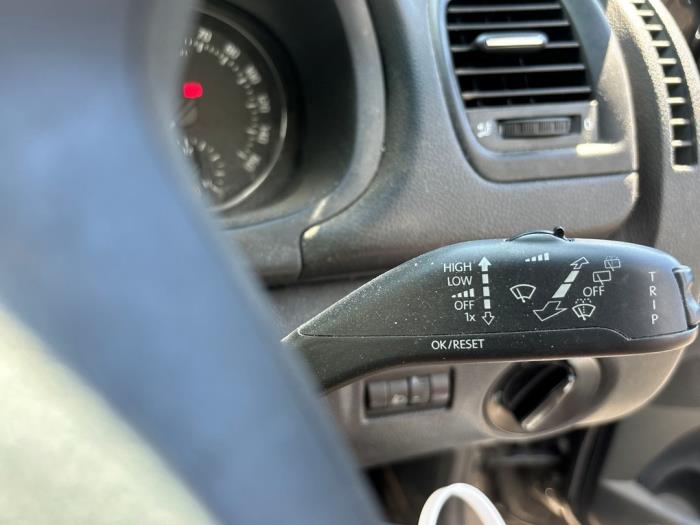 HIGH
LOW
OFF
1x
OFF
TRIP
OK/RESET